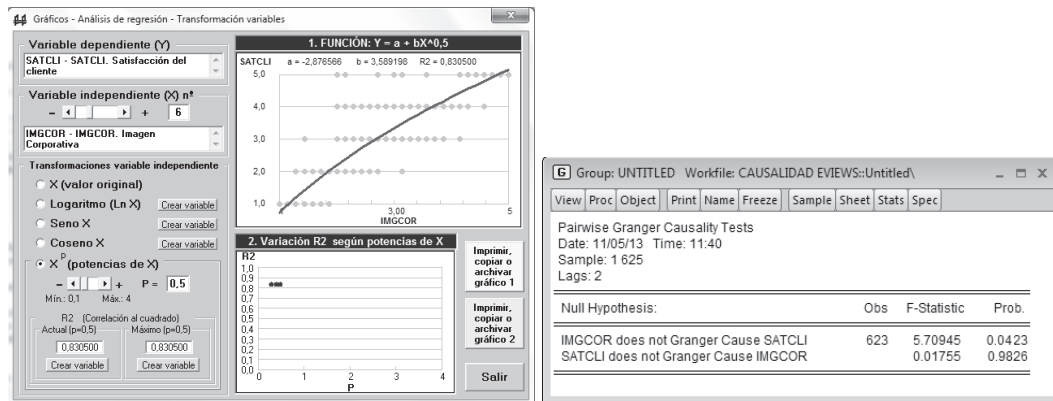 Gráficos - Análisis de regresión - Transformación variables
Variable dependiente (Y)
SATCLI - SATCLI. Satisfacción del
cliente
Variable independiente (X) nº
- +
6
IMGCOR - IMGCOR. Imagen
Corporativa
Transformaciones variable independiente
X (valor original)
Logaritmo (Ln X) Crear variable
Seno X Crear variable
Coseno X Crear variable
X P (potencias de X)
- + P = 0,5
Mín.: 0,1 Máx.: 4
R2 (Correlación al cuadrado)
Actual (p=0,5) Máximo (p=0,5)
0,830500 0,830500
Crear variable Crear variable
1. FUNCIÓN: Y = a + bX^0,5
SATCLI a = -2,876566 b = 3,589198 R2 = 0,830500
5,0
4,0
3,0
2,0
1,0
1 3,00 5
IMGCOR
2. Variación R2 según potencias de X
R2
1,0
0,9
0,8
0,7
0,6
0,5
0,4
0,3
0,2
0,1
0,0
0 1 2 3 4
P
Imprimir,
copiar o
archivar
gráfico 1
Imprimir,
copiar o
archivar
gráfico 2
Salir
G Group: UNTITLED Workfile: CAUSALIDAD EVIEWS::Untitled\
View Proc Object Print Name Freeze Sample Sheet Stats Spec
Pairwise Granger Causality Tests
Date: 11/05/13 Time: 11:40
Sample: 1 625
Lags: 2
Null Hypothesis: Obs F-Statistic Prob.
IMGCOR does not Granger Cause SATCLI 623 5.70945 0.0423
SATCLI does not Granger Cause IMGCOR 0.01755 0.9826